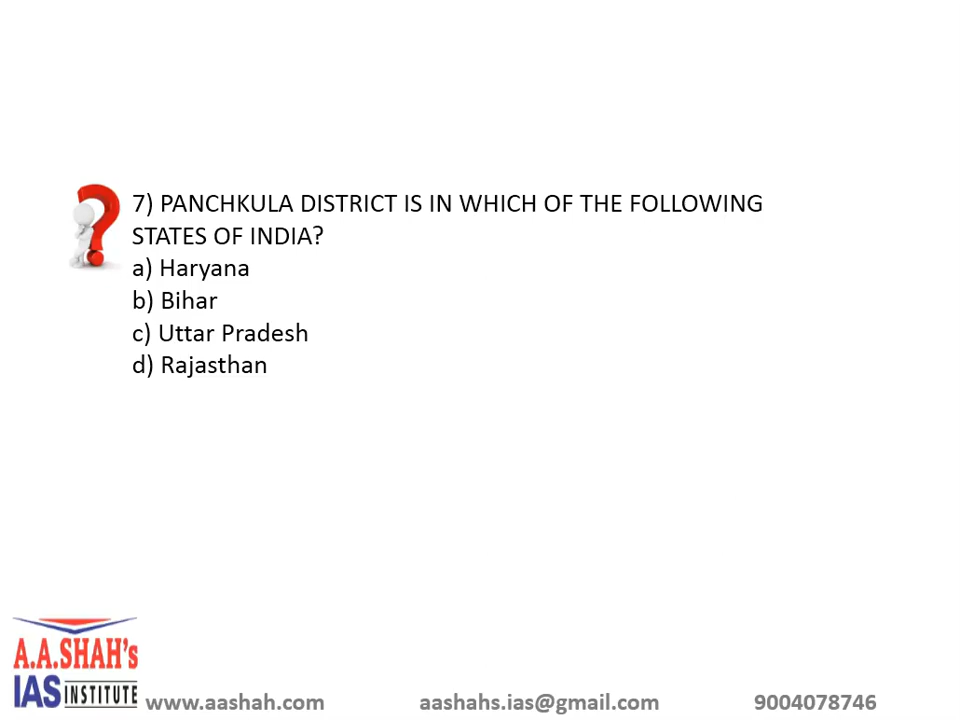 7) PANCHKULA DISTRICT IS IN WHICH OF THE FOLLOWING
STATES OF INDIA?
a) Haryana
b) Bihar
c) Uttar Pradesh
d) Rajasthan
A.A.SHAH's
IAS INSTITUTE
www.aashah.com aashahs.ias@gmail.com 9004078746